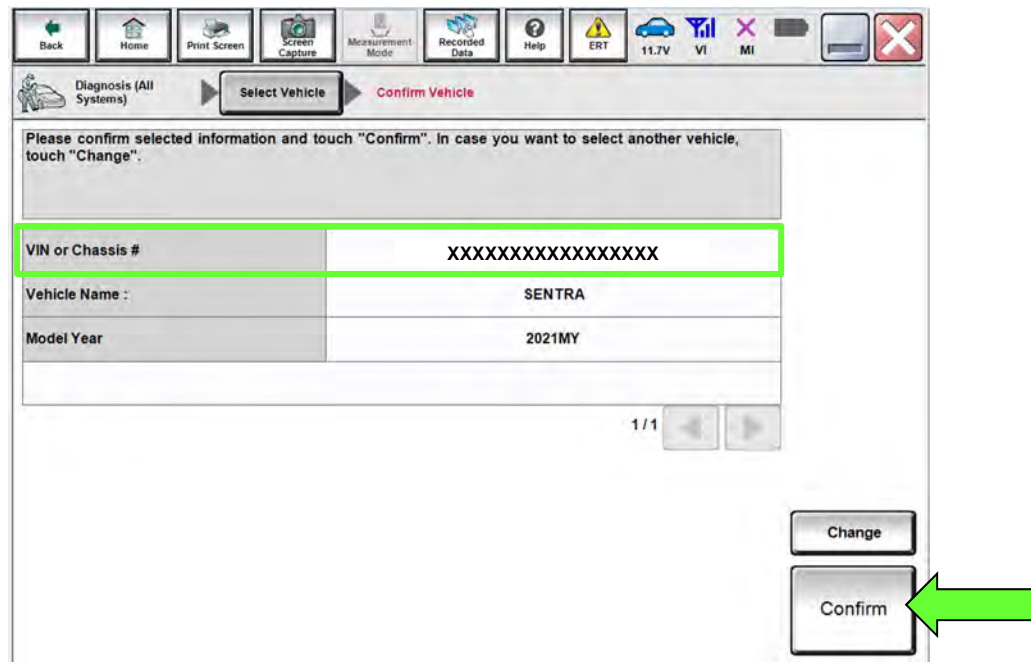 Back
Home
Print Screen
Screen
Capture
Measurement
Mode
Recorded
Data
Help
ERT
11.7V
VI
MI
Diagnosis (All
Systems)
Select Vehicle
Confirm Vehicle
Please confirm selected information and touch "Confirm". In case you want to select another vehicle,
touch "Change".
VIN or Chassis # XXXXXXXXXXXXXXXXX
Vehicle Name : SENTRA
Model Year 2021MY
1/1
Change
Confirm